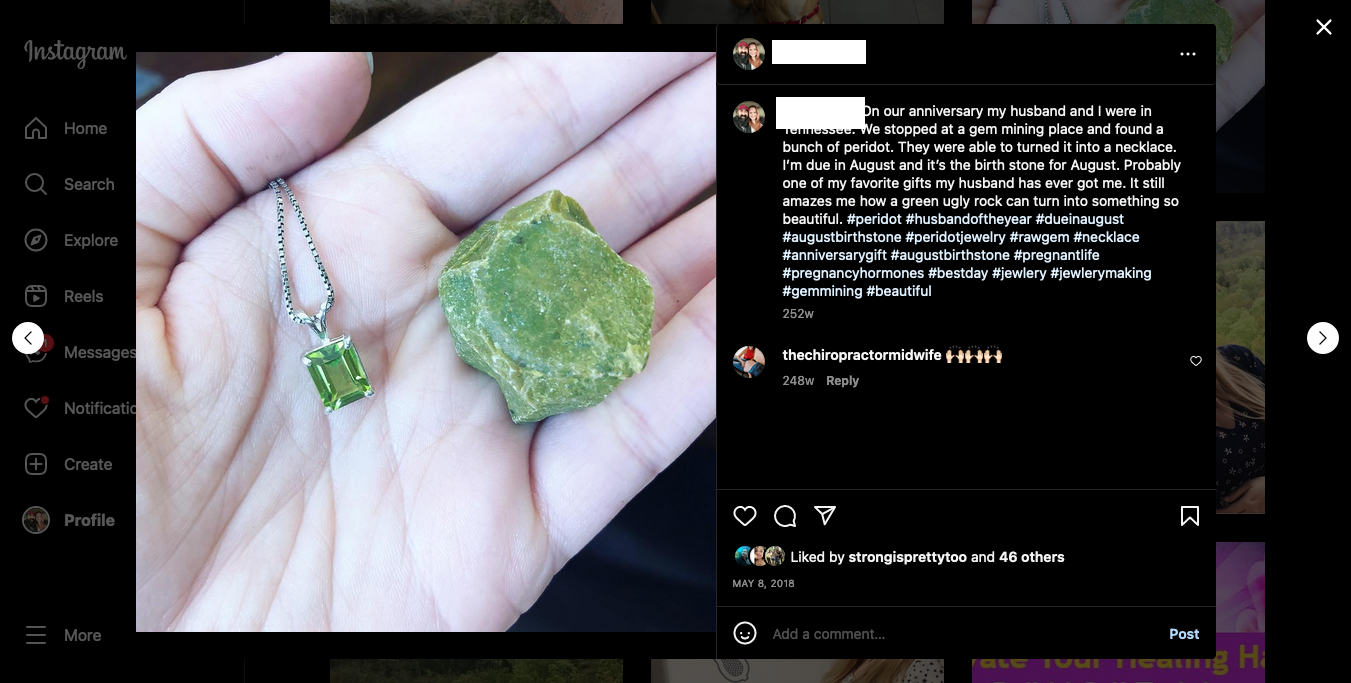 Instagram
Home
Search
Explore
Reels
Messages
Notificatic
Create
Profile
More
On our anniversary my husband and I were in
Tennessee. We stopped at a gem mining place and found a
bunch of peridot. They were able to turned it into a necklace.
I'm due in August and it's the birth stone for August. Probably
one of my favorite gifts my husband has ever got me. It still
amazes me how a green ugly rock can turn into something so
beautiful. #peridot #husbandoftheyear #dueinaugust
#augustbirthstone #peridotjewelry #rawgem #necklace
#anniversarygift #augustbirthstone #pregnantlife
#pregnancyhormones #bestday #jewlery #jewlerymaking
#gemmining #beautiful
252w
thechiropractormidwife 🙌🏻🙌🏻🙌🏻
248w Reply
Liked by strongisprettytoo and 46 others
MAY 8, 2018
Add a comment...
Post
ate Your Healing Ha